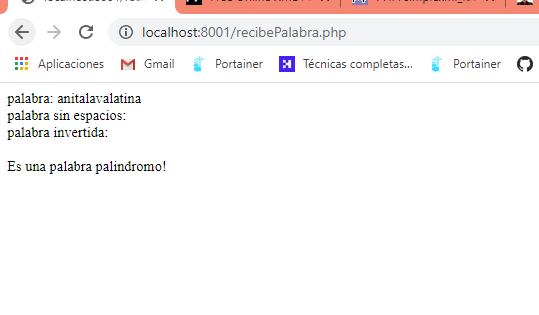 localhost:8001/recibePalabra.php
Aplicaciones Gmail Portainer Técnicas completas... Portainer
palabra: anitalavalatina
palabra sin espacios:
palabra invertida:
Es una palabra palindromo!